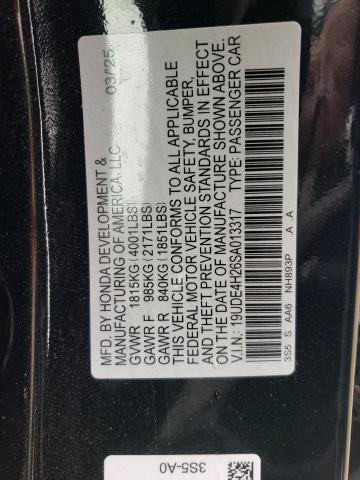 MFD. BY HONDA DEVELOPMENT & 03/25
MANUFACTURING OF AMERICA, LLC
GVWR 1815KG(4001LBS)
GAWR F 985KG(2171LBS)
GAWR R 840KG(1851LBS)
THIS VEHICLE CONFORMS TO ALL APPLICABLE
FEDERAL MOTOR VEHICLE SAFETY, BUMPER,
AND THEFT PREVENTION STANDARDS IN EFFECT
ON THE DATE OF MANUFACTURE SHOWN ABOVE.
V.I.N.: 19UDE4H26SA013317 TYPE: PASSENGER CAR
3S5 S AA6 NH893P A A
3S5-A0